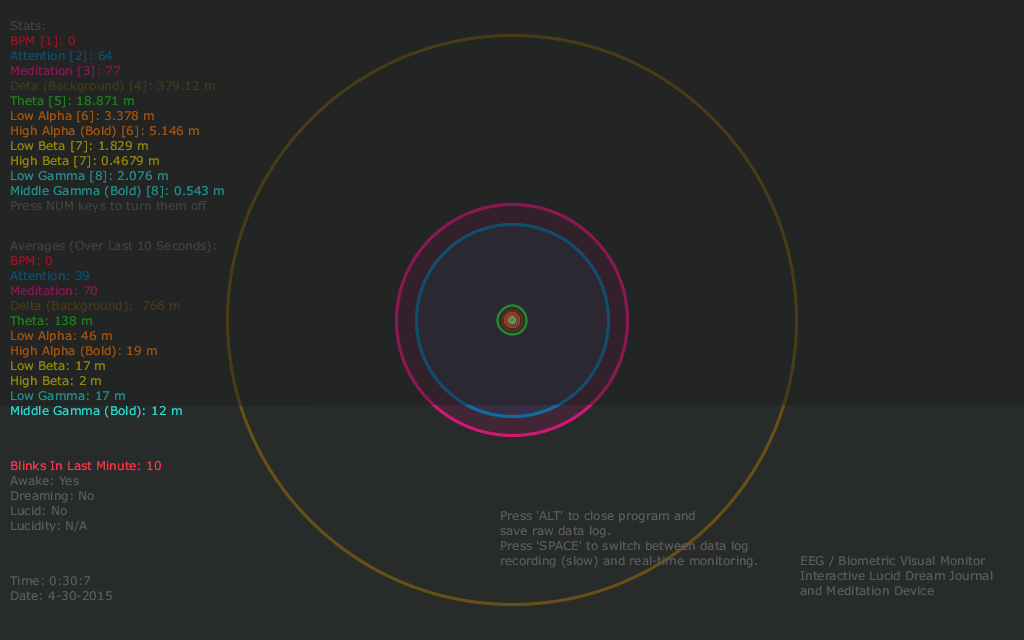 Stats:
BPM [1]: 0
Attention [2]: 64
Meditation [3]: 77
Deta (Background) [4]: 379.12 m
Theta [5]: 18.871 m
Low Alpha [6]: 3.378 m
High Alpha (Bold) [6]: 5.146 m
Low Beta [7]: 1.829 m
High Beta [7]: 0.4679 m
Low Gamma [8]: 2.076 m
Middle Gamma (Bold) [8]: 0.543 m
Press NUM keys to turn them off
Averages (Over Last 10 Seconds):
BPM: 0
Attention: 39
Meditation: 70
Delta (Background):  766 m
Theta: 138 m
Low Alpha: 46 m
High Alpha (Bold): 19 m
Low Beta: 17 m
High Beta: 2 m
Low Gamma: 17 m
Middle Gamma (Bold): 12 m
Blinks In Last Minute: 10
Awake: Yes
Dreaming: No
Lucid: No
Lucidity: N/A
Time: 0:30:7
Date: 4-30-2015
Press 'ALT' to close program and
save raw data log.
Press 'SPACE' to switch between data log
recording (slow) and real-time monitoring.
EEG / Biometric Visual Monitor
Interactive Lucid Dream Journal
and Meditation Device